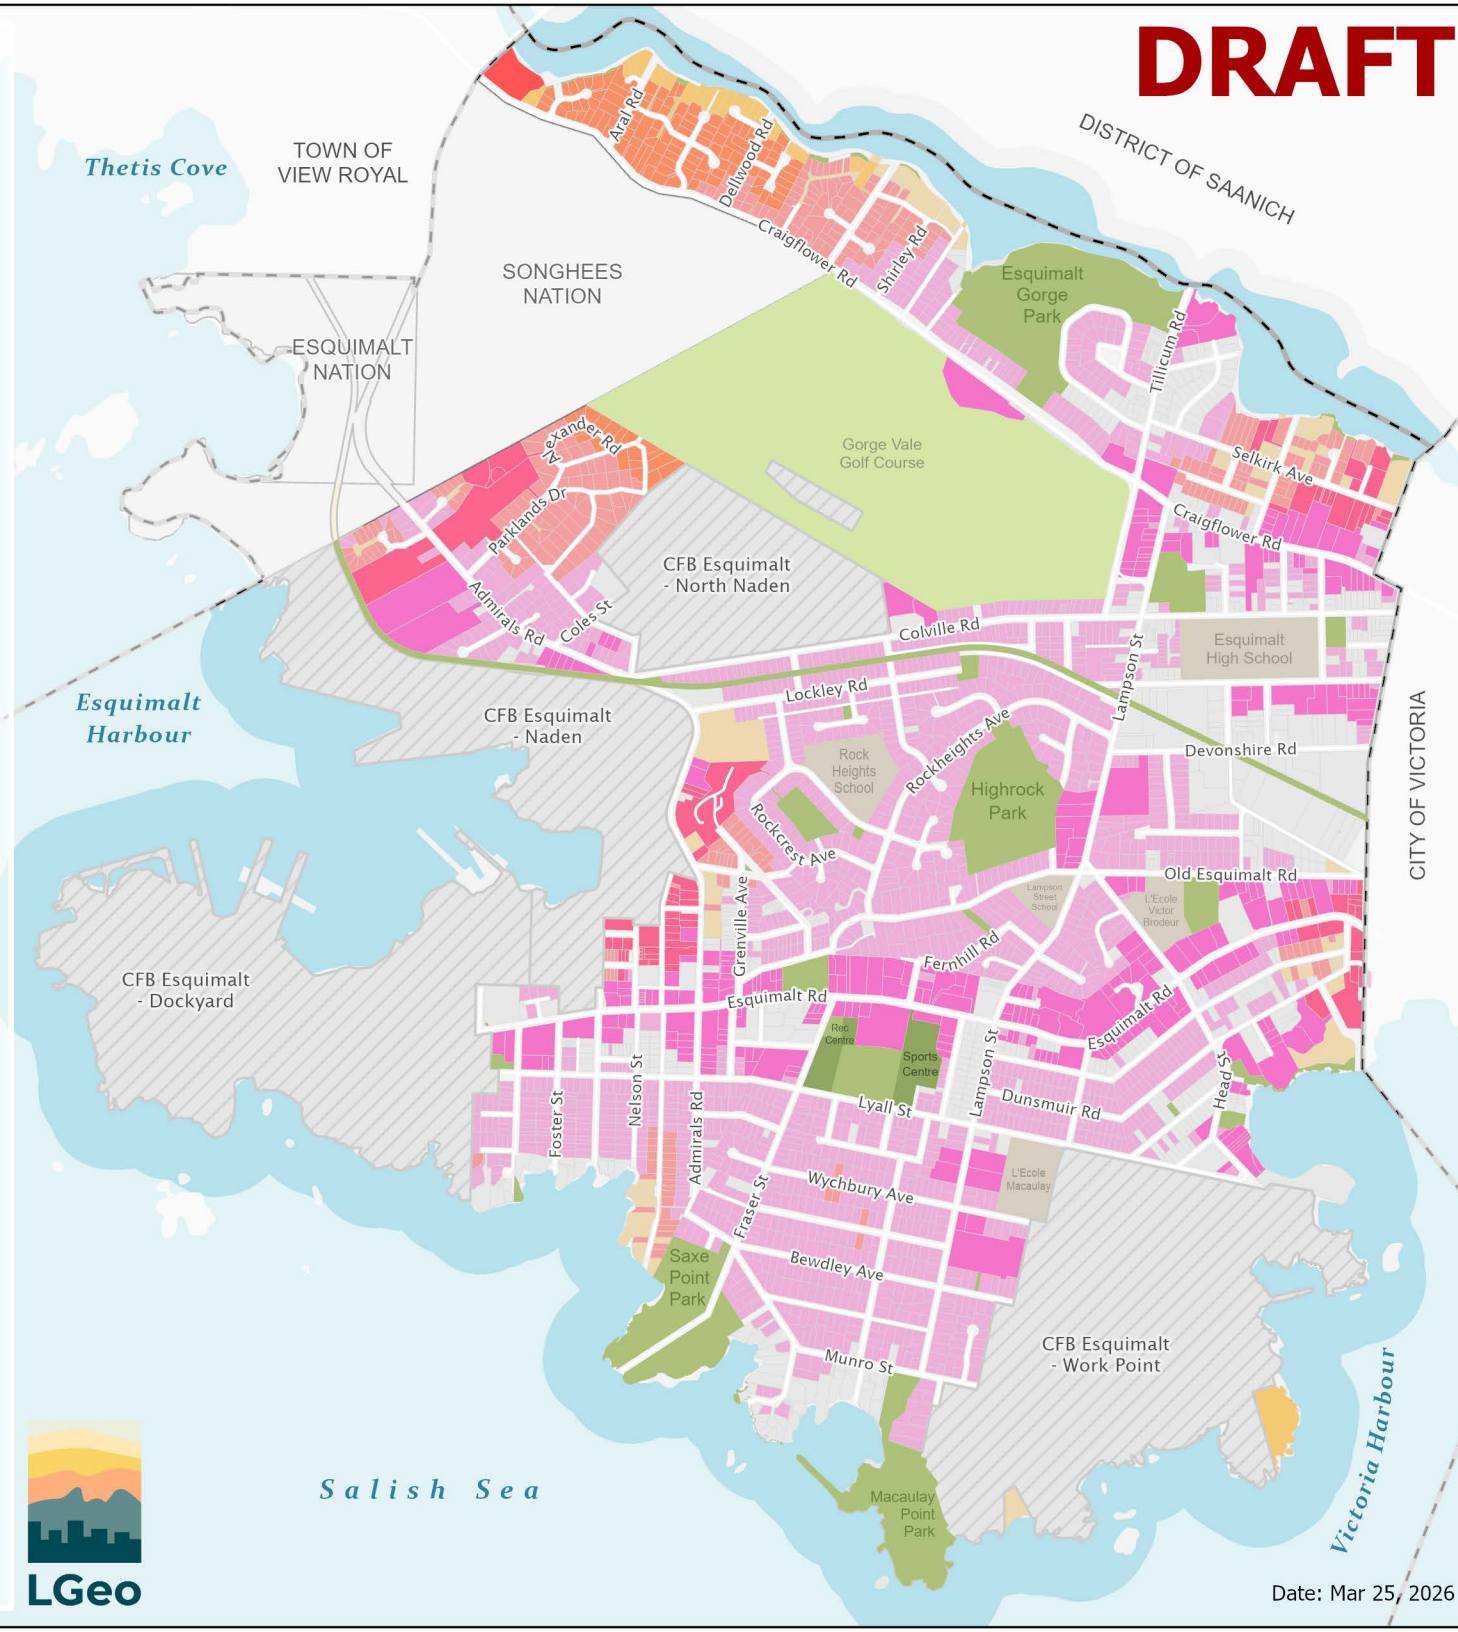 DRAFT
DISTRICT OF SAANICH
Thetis Cove
TOWN OF
VIEW ROYAL
Aral Rd
Dellwood Rd
Craigflower Rd
Shirley Rd
SONGHEES
NATION
Esquimalt
Gorge
Park
Tillicum Rd
ESQUIMALT
NATION
Alexander Rd
Gorge Vale
Golf Course
Selkirk Ave
Parklands Dr
Craigflower Rd
CFB Esquimalt
- North Naden
Admirals Rd
Coles St
Colville Rd
Esquimalt
High School
Lampson St
Esquimalt
Harbour
Lockley Rd
CFB Esquimalt
- Naden
Rockheights Ave
Devonshire Rd
CITY OF VICTORIA
Rock
Heights
School
Highrock
Park
Rockcrest Ave
Old Esquimalt Rd
Lampson
Street
School
L'Ecole
Victor
Brodeur
Grenville Ave
Fernhill Rd
CFB Esquimalt
- Dockyard
Esquimalt Rd
Esquimalt Rd
Rec
Centre
Sports
Centre
Lampson St
Head St
Nelson St
Foster St
Admirals Rd
Lyall St
Dunsmuir Rd
L'Ecole
Macaulay
Wychbury Ave
Fraser St
Saxe
Point
Park
Bewdley Ave
CFB Esquimalt
- Work Point
Munro St
Victoria Harbour
Salish Sea
Macaulay
Point
Park
LGeo
Date: Mar 25, 2026